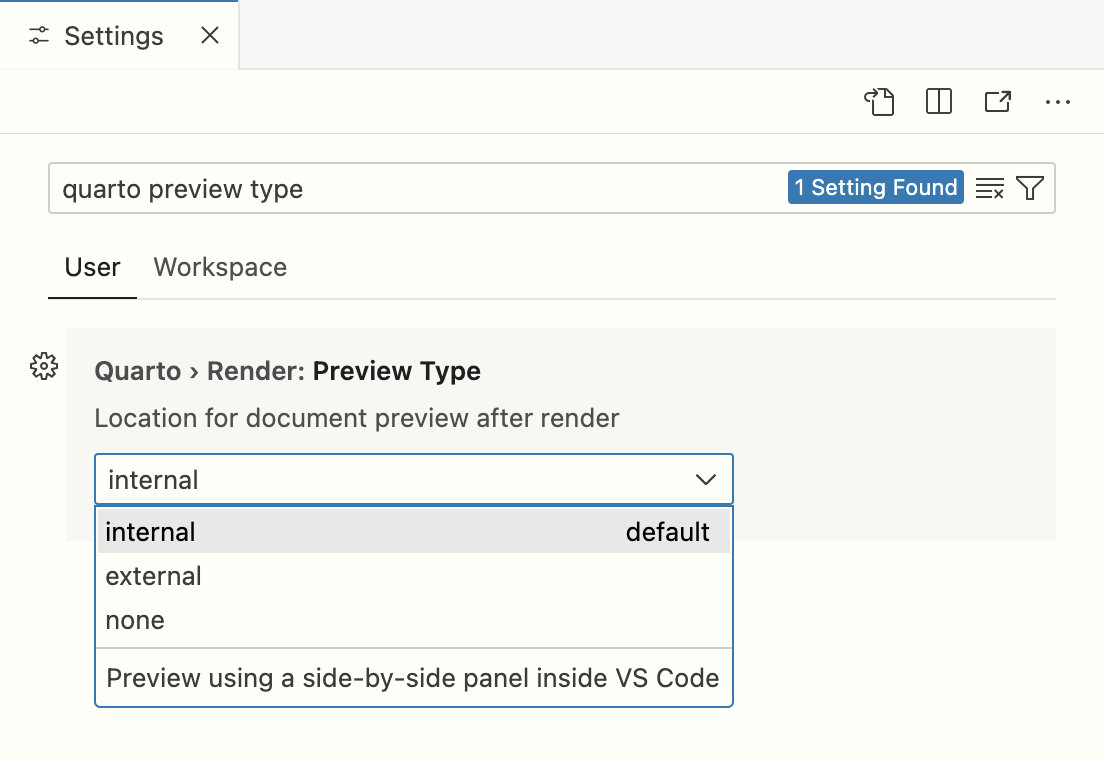 Settings
quarto preview type
1 Setting Found
User Workspace
Quarto › Render: Preview Type
Location for document preview after render
internal
internal default
external
none
Preview using a side-by-side panel inside VS Code